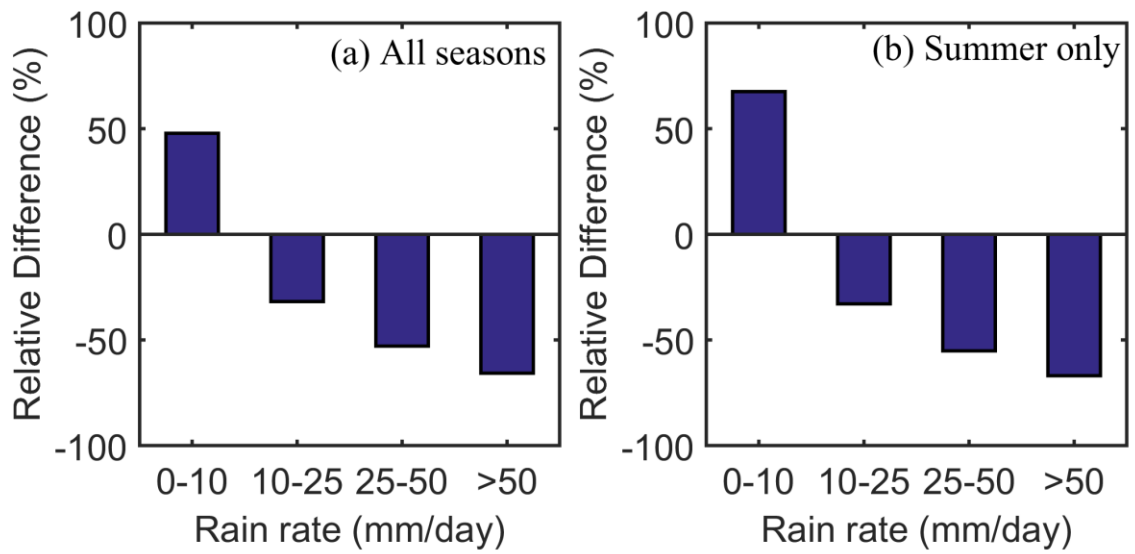 (a) All seasons
Relative Difference (%)
100
50
0
-50
-100
0-10 10-25 25-50 >50
Rain rate (mm/day)
(b) Summer only
Relative Difference (%)
100
50
0
-50
-100
0-10 10-25 25-50 >50
Rain rate (mm/day)